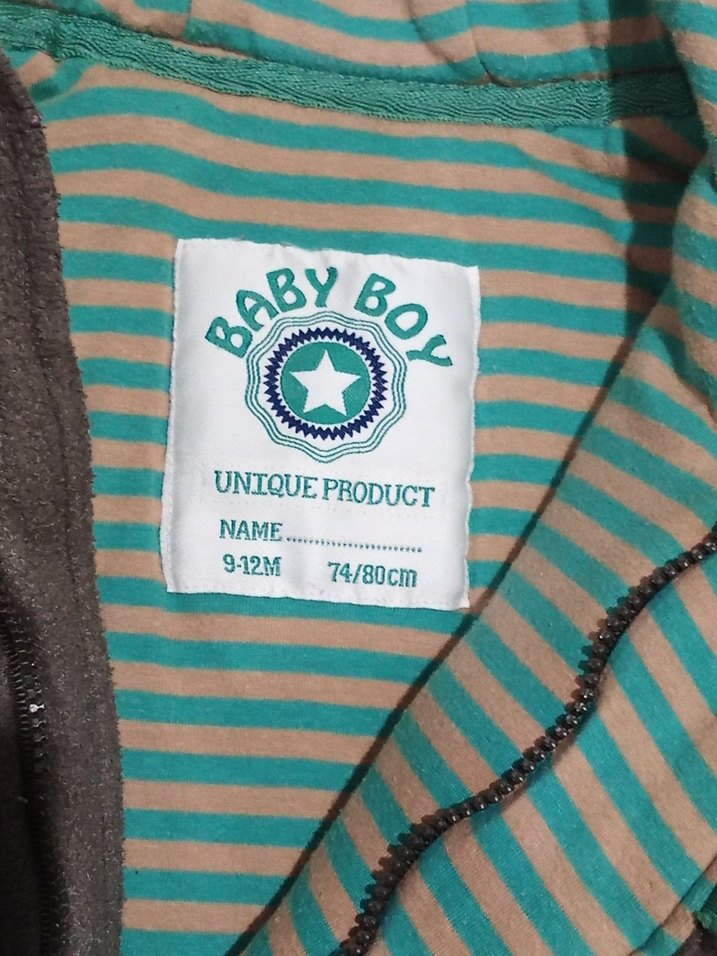 BABY BOY
UNIQUE PRODUCT
NAME........................
9-12M 74/80cm